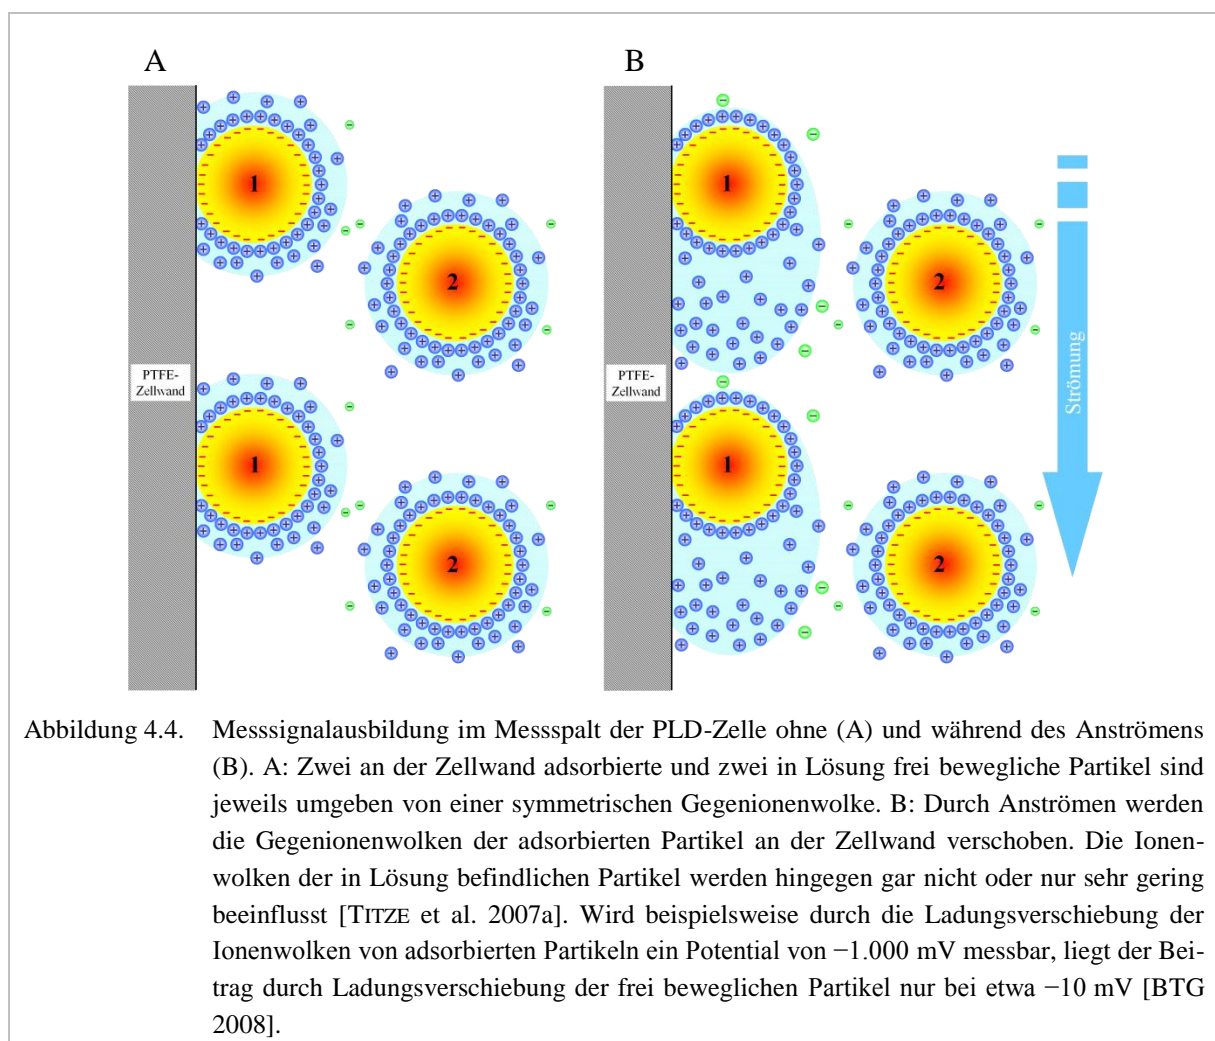 A
B
1
2
PTFE-
Zellwand
1
2
1
2
PTFE-
Zellwand
1
2
Strömung
Abbildung 4.4. Messsignalausbildung im Messspalt der PLD-Zelle ohne (A) und während des Anströmens
(B). A: Zwei an der Zellwand adsorbierte und zwei in Lösung frei bewegliche Partikel sind
jeweils umgeben von einer symmetrischen Gegenionenwolke. B: Durch Anströmen werden
die Gegenionenwolken der adsorbierten Partikel an der Zellwand verschoben. Die Ionen-
wolken der in Lösung befindlichen Partikel werden hingegen gar nicht oder nur sehr gering
beeinflusst [TITZE et al. 2007a]. Wird beispielsweise durch die Ladungsverschiebung der
Ionenwolken von adsorbierten Partikeln ein Potential von −1.000 mV messbar, liegt der Bei-
trag durch Ladungsverschiebung der frei beweglichen Partikel nur bei etwa −10 mV [BTG
2008].